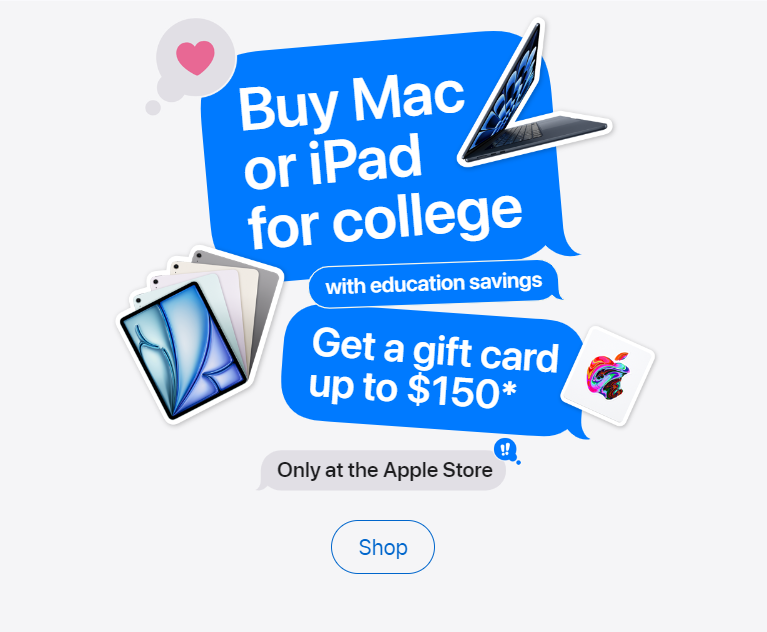 Buy Mac
or iPad
for college
with education savings
Get a gift card
up to $150*
!!
Only at the Apple Store
Shop